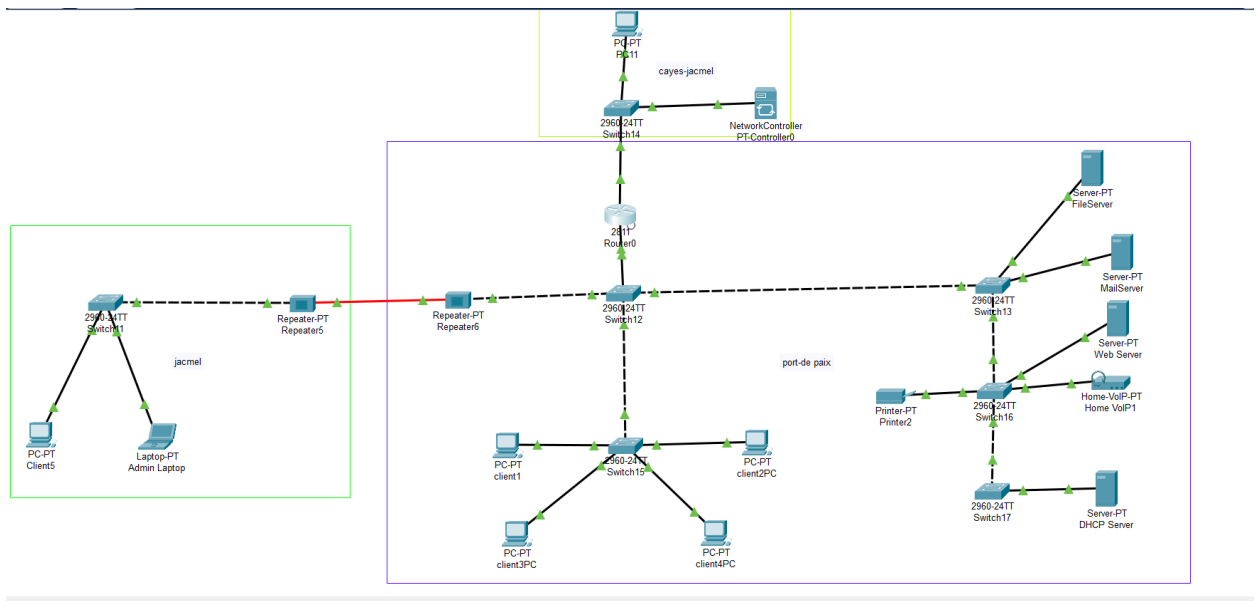 PC-PT
PC11
cayes-jacmel
2960-24TT
Switch14
NetworkController
PT-Controller0
Server-PT
FileServer
2811
Router0
Server-PT
MailServer
2960-24TT
Switch11
Repeater-PT
Repeater5
Repeater-PT
Repeater6
2960-24TT
Switch12
2960-24TT
Switch13
Server-PT
Web Server
jacmel
port-de paix
Printer-PT
Printer2
2960-24TT
Switch16
Home-VoIP-PT
Home VoIP1
PC-PT
Client5
Laptop-PT
Admin Laptop
PC-PT
client1
2960-24TT
Switch15
PC-PT
client2PC
2960-24TT
Switch17
Server-PT
DHCP Server
PC-PT
client3PC
PC-PT
client4PC